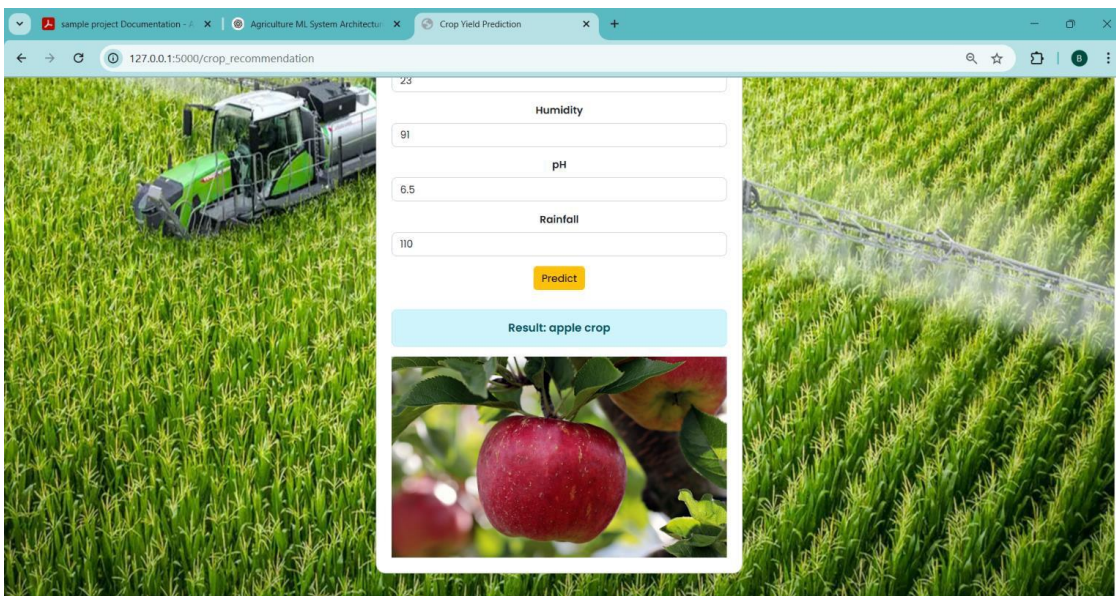 sample project Documentation - A
Agriculture ML System Architectur
Crop Yield Prediction
127.0.0.1:5000/crop_recommendation
B
23
Humidity
91
pH
6.5
Rainfall
110
Predict
Result: apple crop